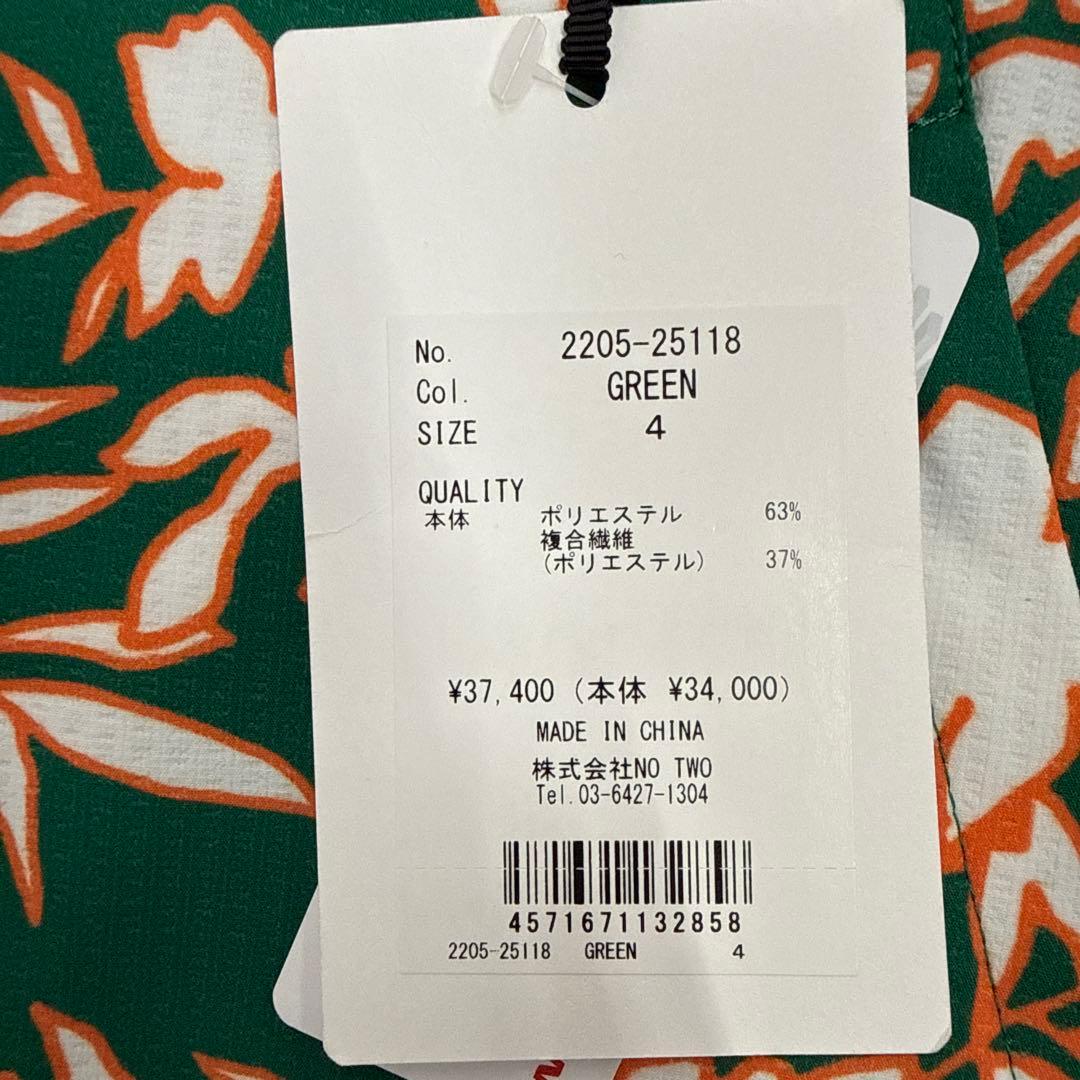 No. 2205-25118
Col. GREEN
SIZE 4
QUALITY
本体 ポリエステル 63%
複合繊維
(ポリエステル) 37%
¥37,400 (本体 ¥34,000)
MADE IN CHINA
株式会社NO TWO
Tel.03-6427-1304
4571671132858
2205-25118 GREEN 4